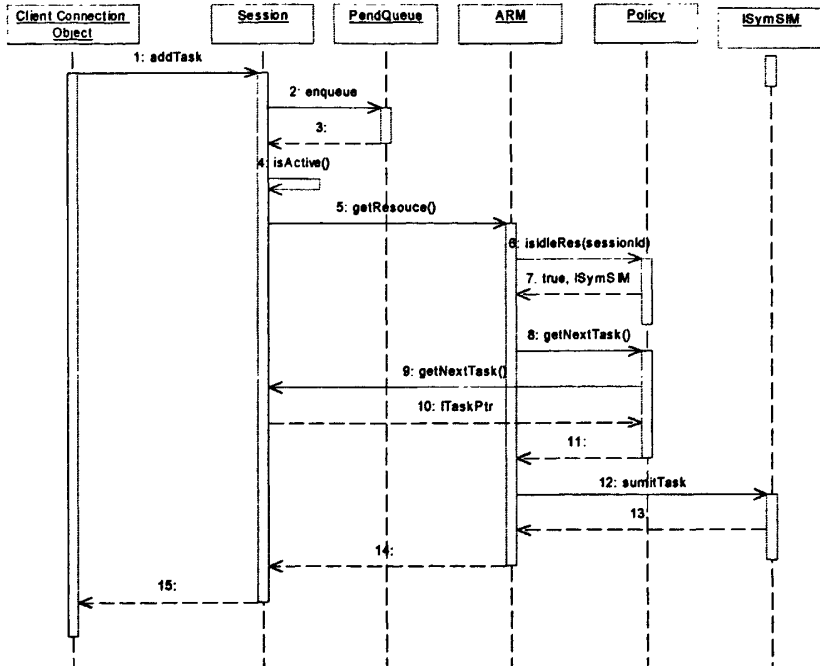 Client Connection
Object
Session
PendQueue
ARM
Policy
ISymSIM
1: addTask
2: enqueue
3:
4: isActive()
5: getResouce()
6: isIdleRes(sessionId)
7. true, ISymSIM
8: getNextTask()
9: getNextTask()
10: ITaskPtr
11:
12: sumitTask
13
14:
15: